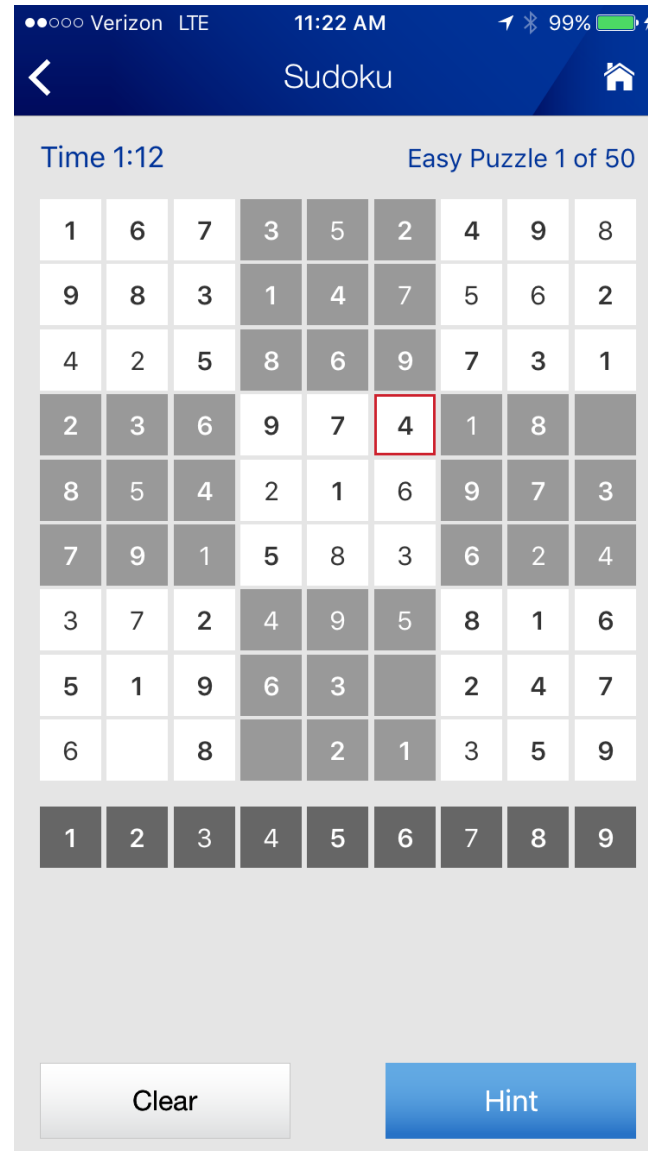 Verizon LTE 11:22 AM 99%
Sudoku
Time 1:12 Easy Puzzle 1 of 50
1 6 7 3 5 2 4 9 8
9 8 3 1 4 7 5 6 2
4 2 5 8 6 9 7 3 1
2 3 6 9 7 4 1 8
8 5 4 2 1 6 9 7 3
7 9 1 5 8 3 6 2 4
3 7 2 4 9 5 8 1 6
5 1 9 6 3 2 4 7
6 8 2 1 3 5 9
1 2 3 4 5 6 7 8 9
Clear Hint